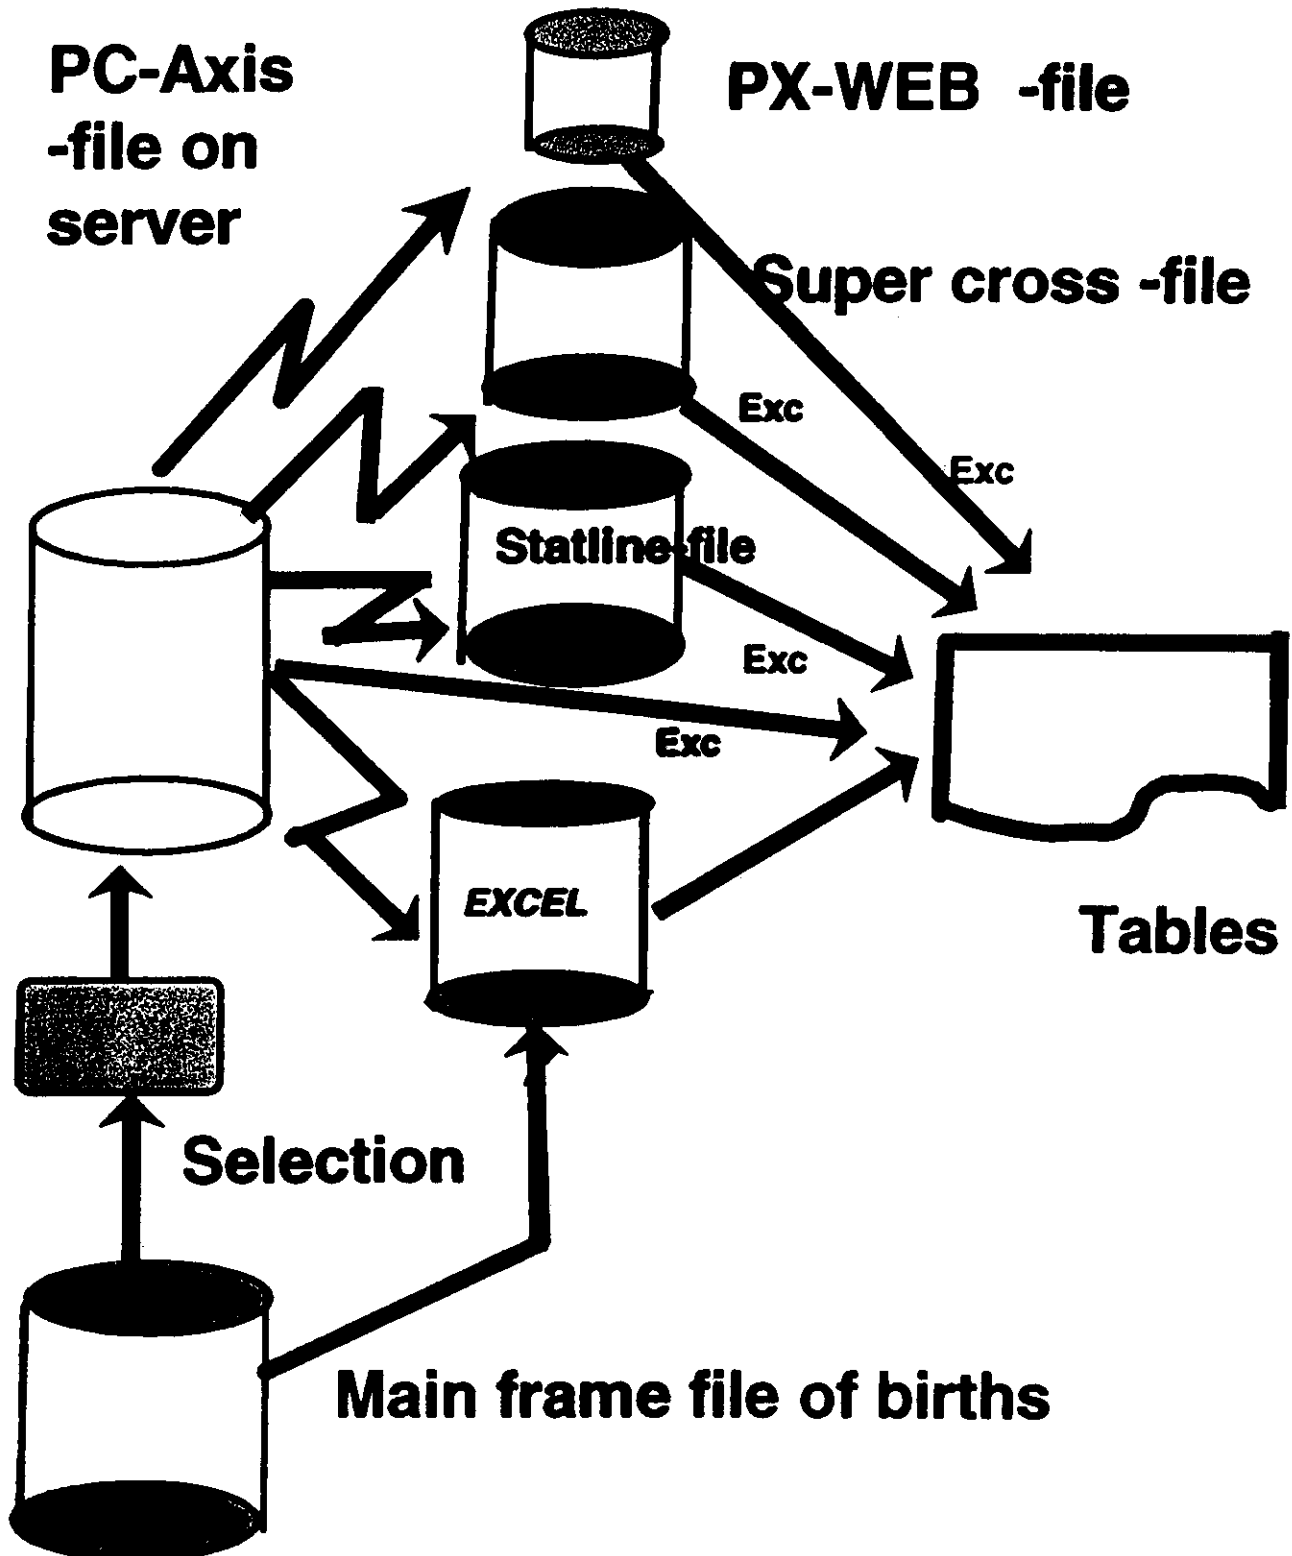 PC-Axis
-file on
server
PX-WEB -file
Super cross -file
Exc
Exc
Statline-file
Exc
Exc
EXCEL
Tables
Selection
Main frame file of births